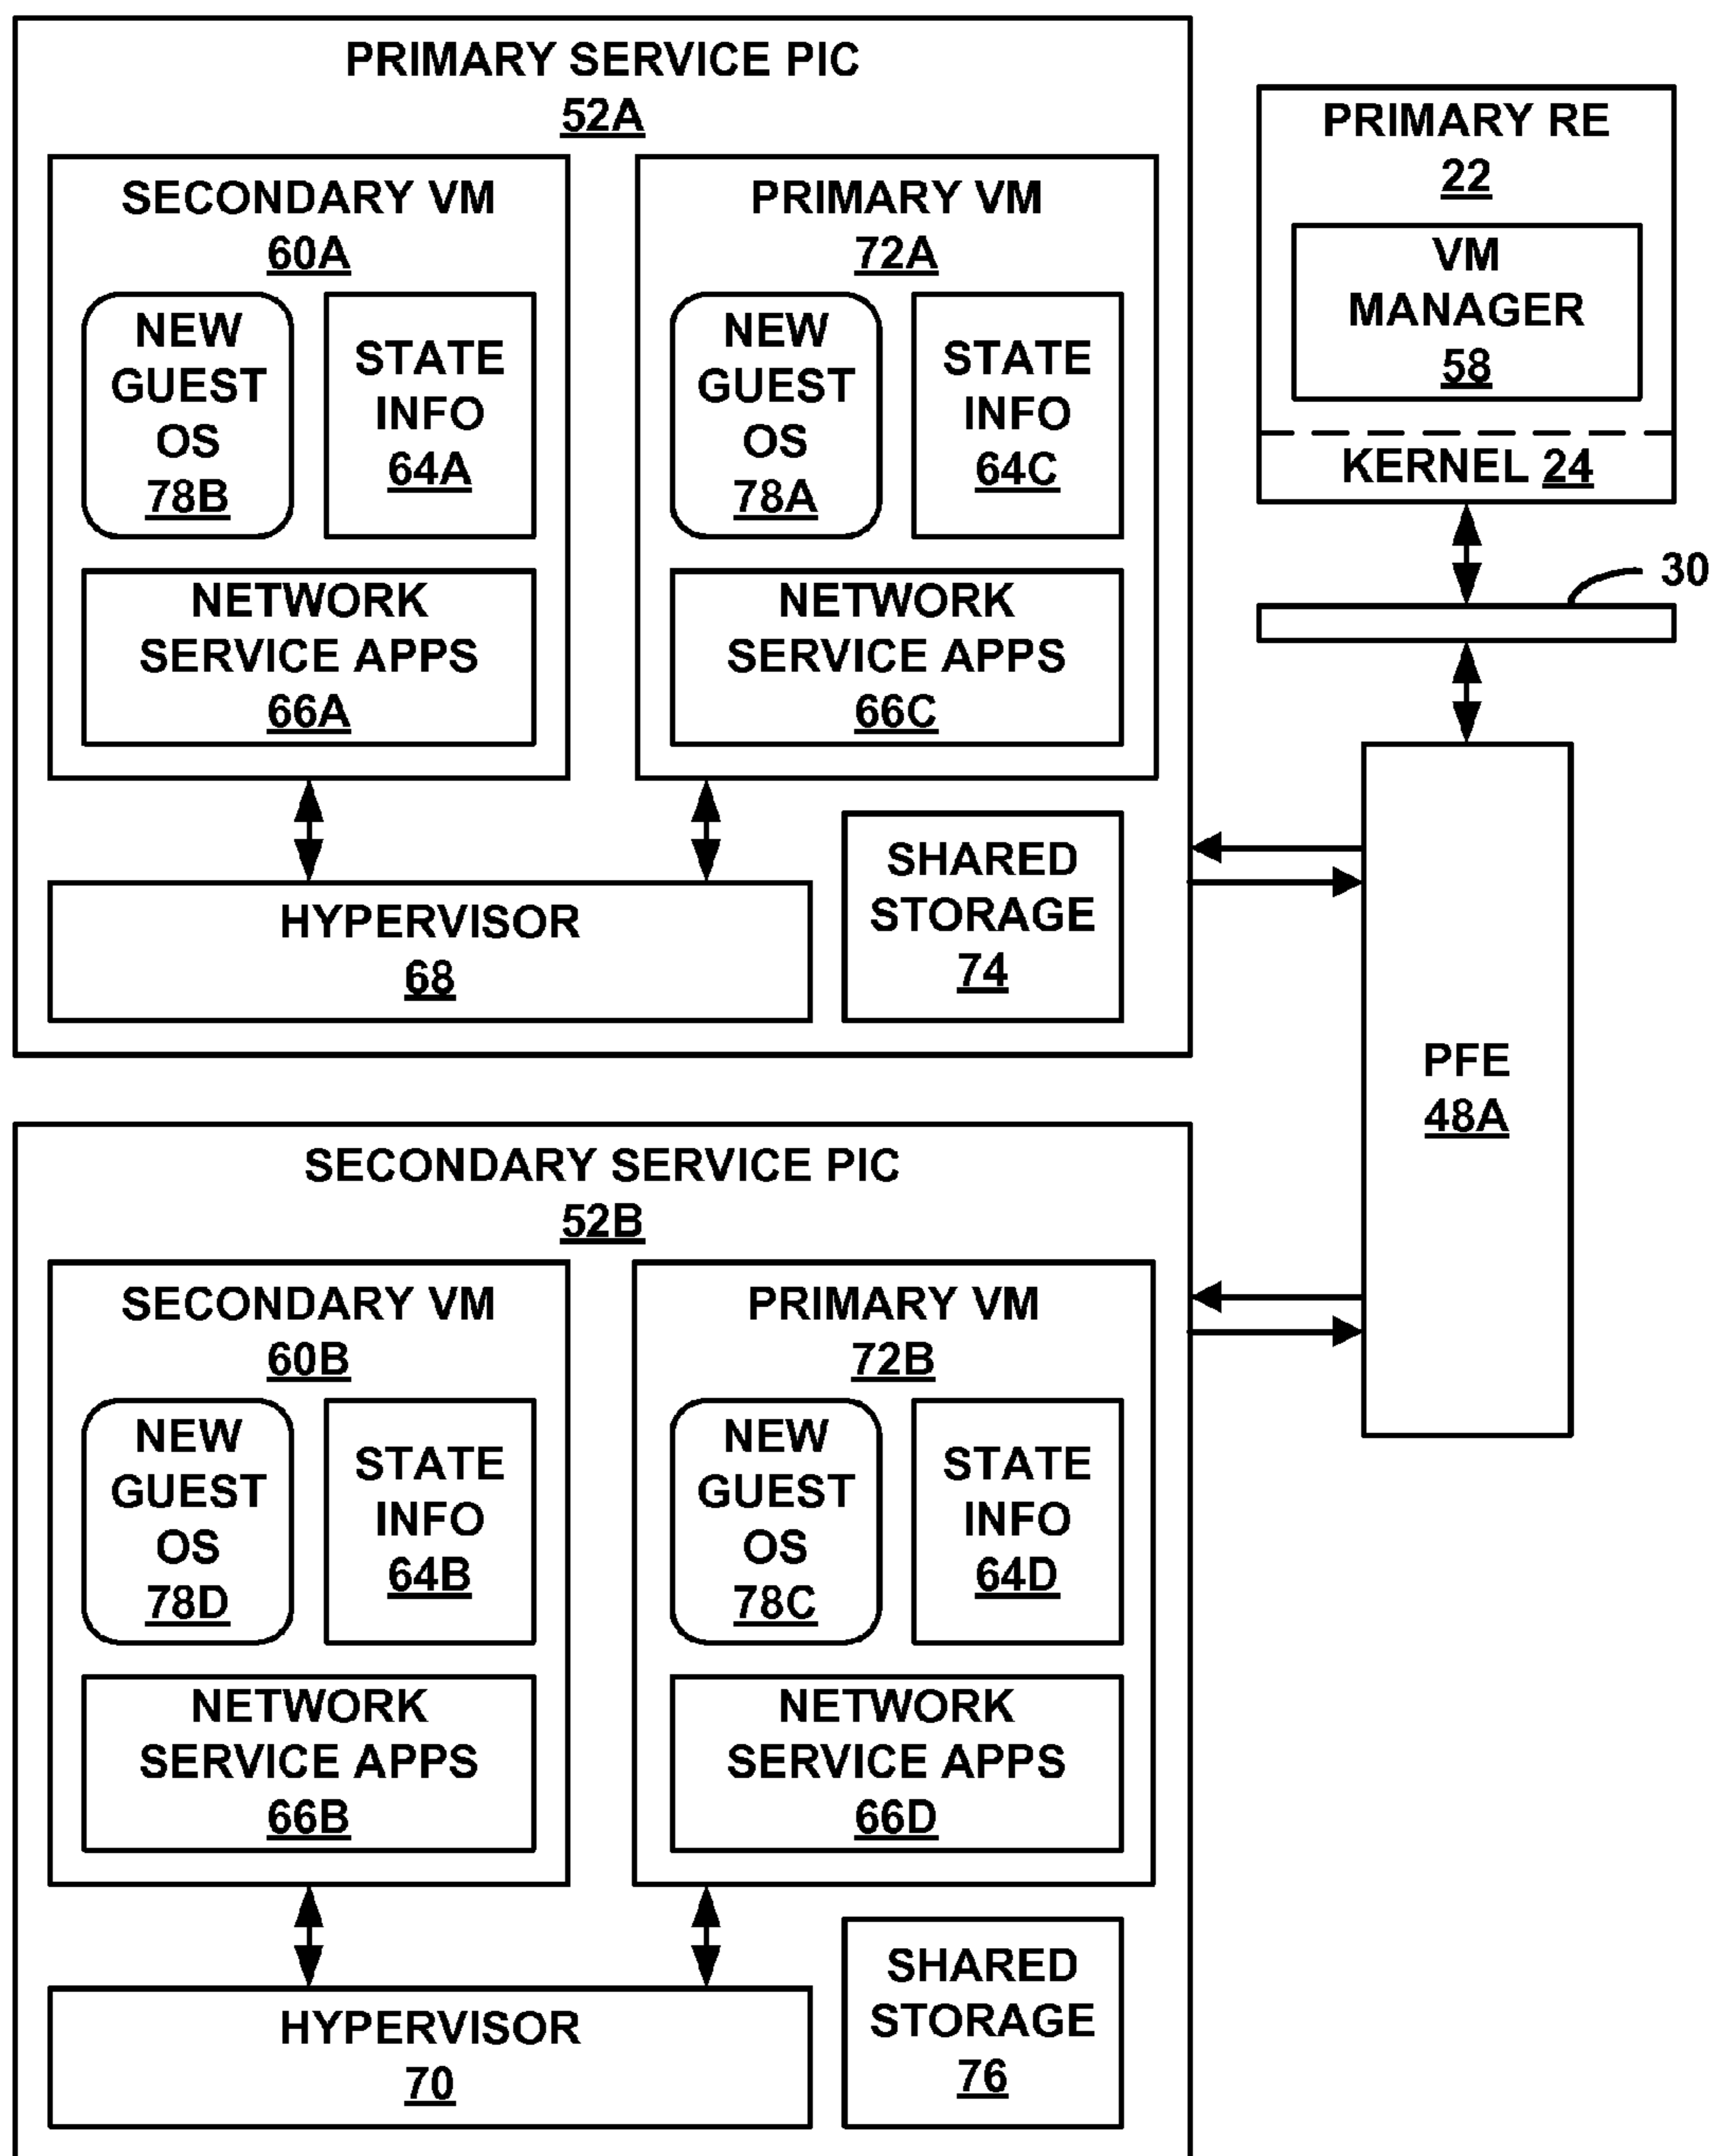 PRIMARY SERVICE PIC
52A
SECONDARY VM
60A
NEW
GUEST
OS
78B
STATE
INFO
64A
NETWORK
SERVICE APPS
66A
PRIMARY VM
72A
NEW
GUEST
OS
78A
STATE
INFO
64C
NETWORK
SERVICE APPS
66C
HYPERVISOR
68
SHARED
STORAGE
74
PRIMARY RE
22
VM
MANAGER
58
KERNEL 24
30
PFE
48A
SECONDARY SERVICE PIC
52B
SECONDARY VM
60B
NEW
GUEST
OS
78D
STATE
INFO
64B
NETWORK
SERVICE APPS
66B
PRIMARY VM
72B
NEW
GUEST
OS
78C
STATE
INFO
64D
NETWORK
SERVICE APPS
66D
HYPERVISOR
70
SHARED
STORAGE
76